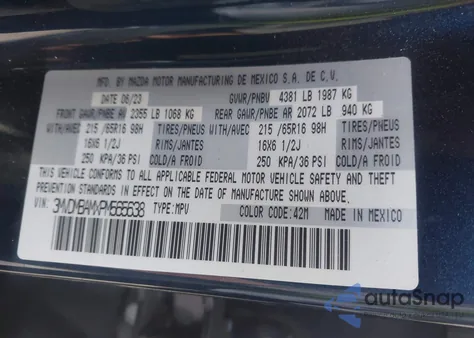 MFD. BY MAZDA MOTOR MANUFACTURING DE MEXICO S.A. DE C.V.
DATE 06/23 GVWR/PNBV 4381 LB 1987 KG
FRONT GAWR/PNBE AV 2355 LB 1068 KG REAR GAWR/PNBE AR 2072 LB 940 KG
WITH/AVEC 215 /65R16 98H TIRES/PNEUS WITH/AVEC 215 /65R16 98H TIRES/PNEUS
16X6 1/2J RIMS/JANTES 16X6 1/2J RIMS/JANTES
250 KPA/36 PSI COLD/A FROID 250 KPA/36 PSI COLD/A FROID
THIS VEHICLE CONFORMS TO ALL APPLICABLE FEDERAL MOTOR VEHICLE SAFETY AND THEFT
PREVENTION STANDARDS IN EFFECT ON THE DATE OF MANUFACTURE SHOWN ABOVE.
VIN: TYPE:MPV COLOR CODE:42M MADE IN MEXICO
autoSnap